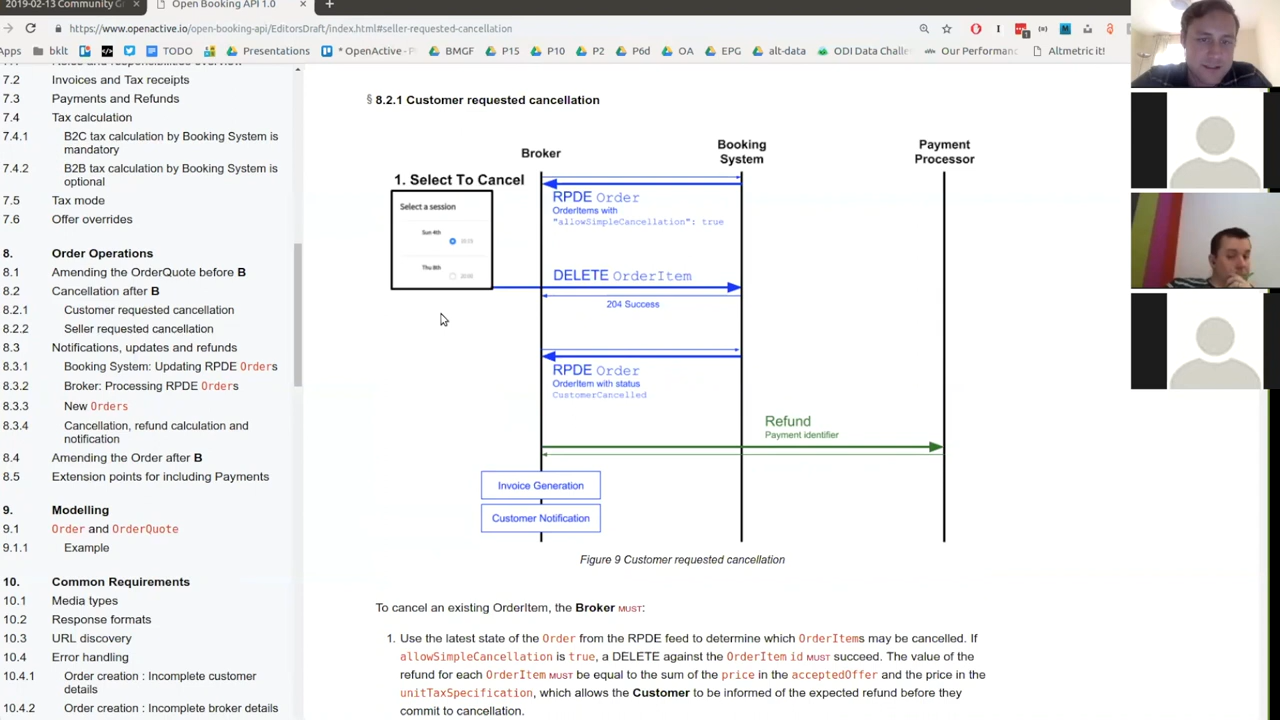 2019-02-13 Community G
Open Booking API 1.0
https://www.openactive.io/open-booking-api/EditorsDraft/index.html#seller-requested-cancellation
Apps bklt TODO Presentations * OpenActive - P BMGF P15 P10 P2 P6d OA EPG alt-data ODI Data Challe Our Performanc Altmetric it!
7.2 Invoices and Tax receipts
7.3 Payments and Refunds
7.4 Tax calculation
7.4.1 B2C tax calculation by Booking System is
mandatory
7.4.2 B2B tax calculation by Booking System is
optional
7.5 Tax mode
7.6 Offer overrides
8. Order Operations
8.1 Amending the OrderQuote before B
8.2 Cancellation after B
8.2.1 Customer requested cancellation
8.2.2 Seller requested cancellation
8.3 Notifications, updates and refunds
8.3.1 Booking System: Updating RPDE Orders
8.3.2 Broker: Processing RPDE Orders
8.3.3 New Orders
8.3.4 Cancellation, refund calculation and
notification
8.4 Amending the Order after B
8.5 Extension points for including Payments
9. Modelling
9.1 Order and OrderQuote
9.1.1 Example
10. Common Requirements
10.1 Media types
10.2 Response formats
10.3 URL discovery
10.4 Error handling
10.4.1 Order creation : Incomplete customer
details
10.4.2 Order creation : Incomplete broker details
§ 8.2.1 Customer requested cancellation
Broker
Booking
System
Payment
Processor
1. Select To Cancel
Select a session
Sun 4th
Thu 8th
RPDE Order
OrderItems with
"allowSimpleCancellation": true
DELETE OrderItem
204 Success
RPDE Order
OrderItem with status
CustomerCancelled
Refund
Payment identifier
Invoice Generation
Customer Notification
Figure 9 Customer requested cancellation
To cancel an existing OrderItem, the Broker MUST:
1. Use the latest state of the Order from the RPDE feed to determine which OrderItems may be cancelled. If
allowSimpleCancellation is true, a DELETE against the OrderItem id MUST succeed. The value of the
refund for each OrderItem MUST be equal to the sum of the price in the acceptedOffer and the price in the
unitTaxSpecification, which allows the Customer to be informed of the expected refund before they
commit to cancellation.